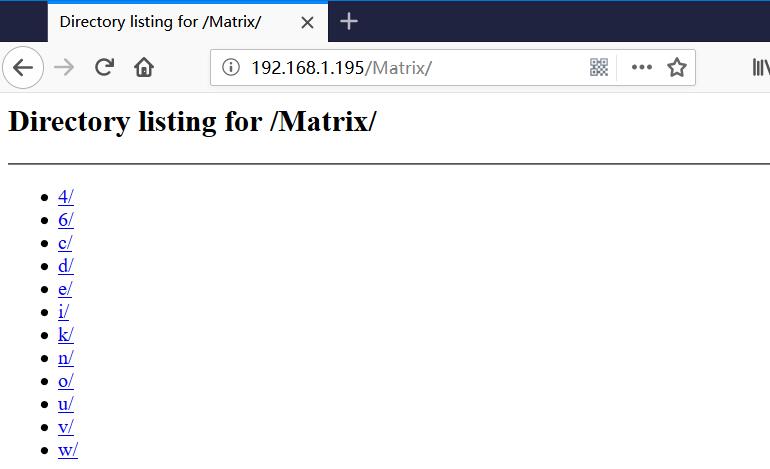 Directory listing for /Matrix/
192.168.1.195/Matrix/
Directory listing for /Matrix/
4/
6/
c/
d/
e/
i/
k/
n/
o/
u/
v/
w/